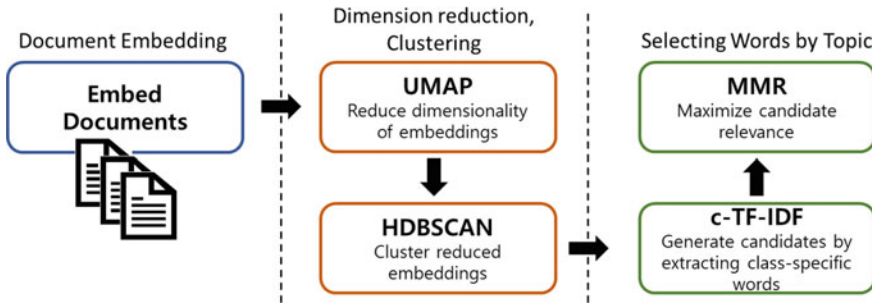 Document Embedding
Embed
Documents
Dimension reduction,
Clustering
UMAP
Reduce dimensionality
of embeddings
HDBSCAN
Cluster reduced
embeddings
Selecting Words by Topic
MMR
Maximize candidate
relevance
c-TF-IDF
Generate candidates by
extracting class-specific
words